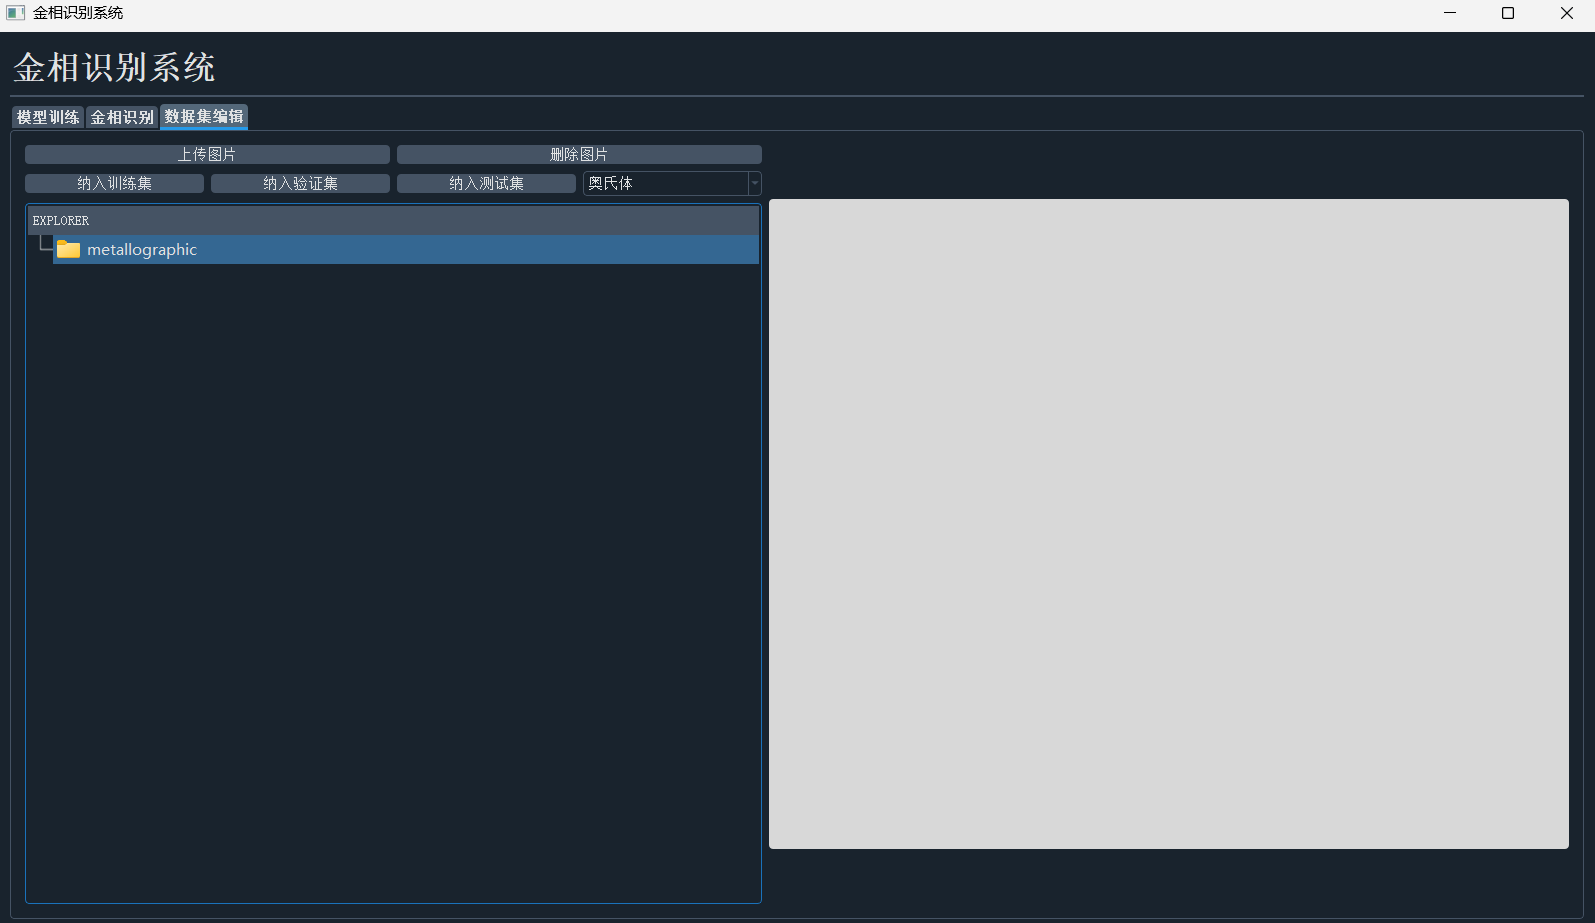 金相识别系统
金相识别系统
模型训练 金相识别 数据集编辑
上传图片 删除图片
纳入训练集 纳入验证集 纳入测试集 奥氏体
EXPLORER
metallographic